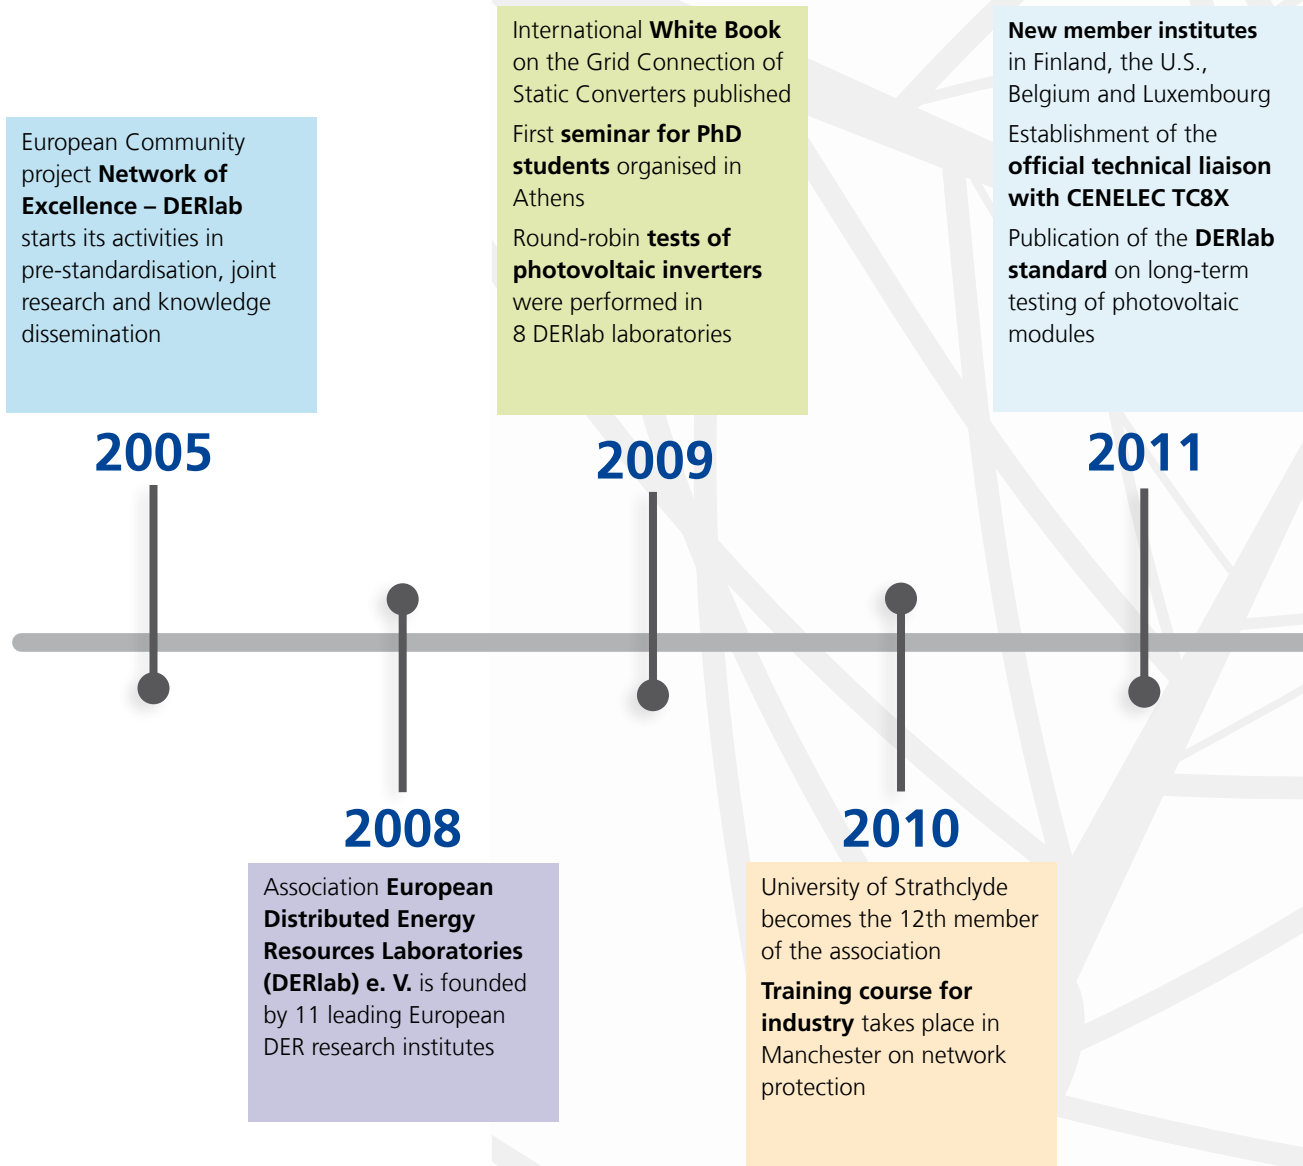 European Community
project Network of
Excellence – DERlab
starts its activities in
pre-standardisation, joint
research and knowledge
dissemination
2005
Association European
Distributed Energy
Resources Laboratories
(DERlab) e. V. is founded
by 11 leading European
DER research institutes
2008
International White Book
on the Grid Connection of
Static Converters published
First seminar for PhD
students organised in
Athens
Round-robin tests of
photovoltaic inverters
were performed in
8 DERlab laboratories
2009
2010
University of Strathclyde
becomes the 12th member
of the association
Training course for
industry takes place in
Manchester on network
protection
New member institutes
in Finland, the U.S.,
Belgium and Luxembourg
Establishment of the
official technical liaison
with CENELEC TC8X
Publication of the DERlab
standard on long-term
testing of photovoltaic
modules
2011